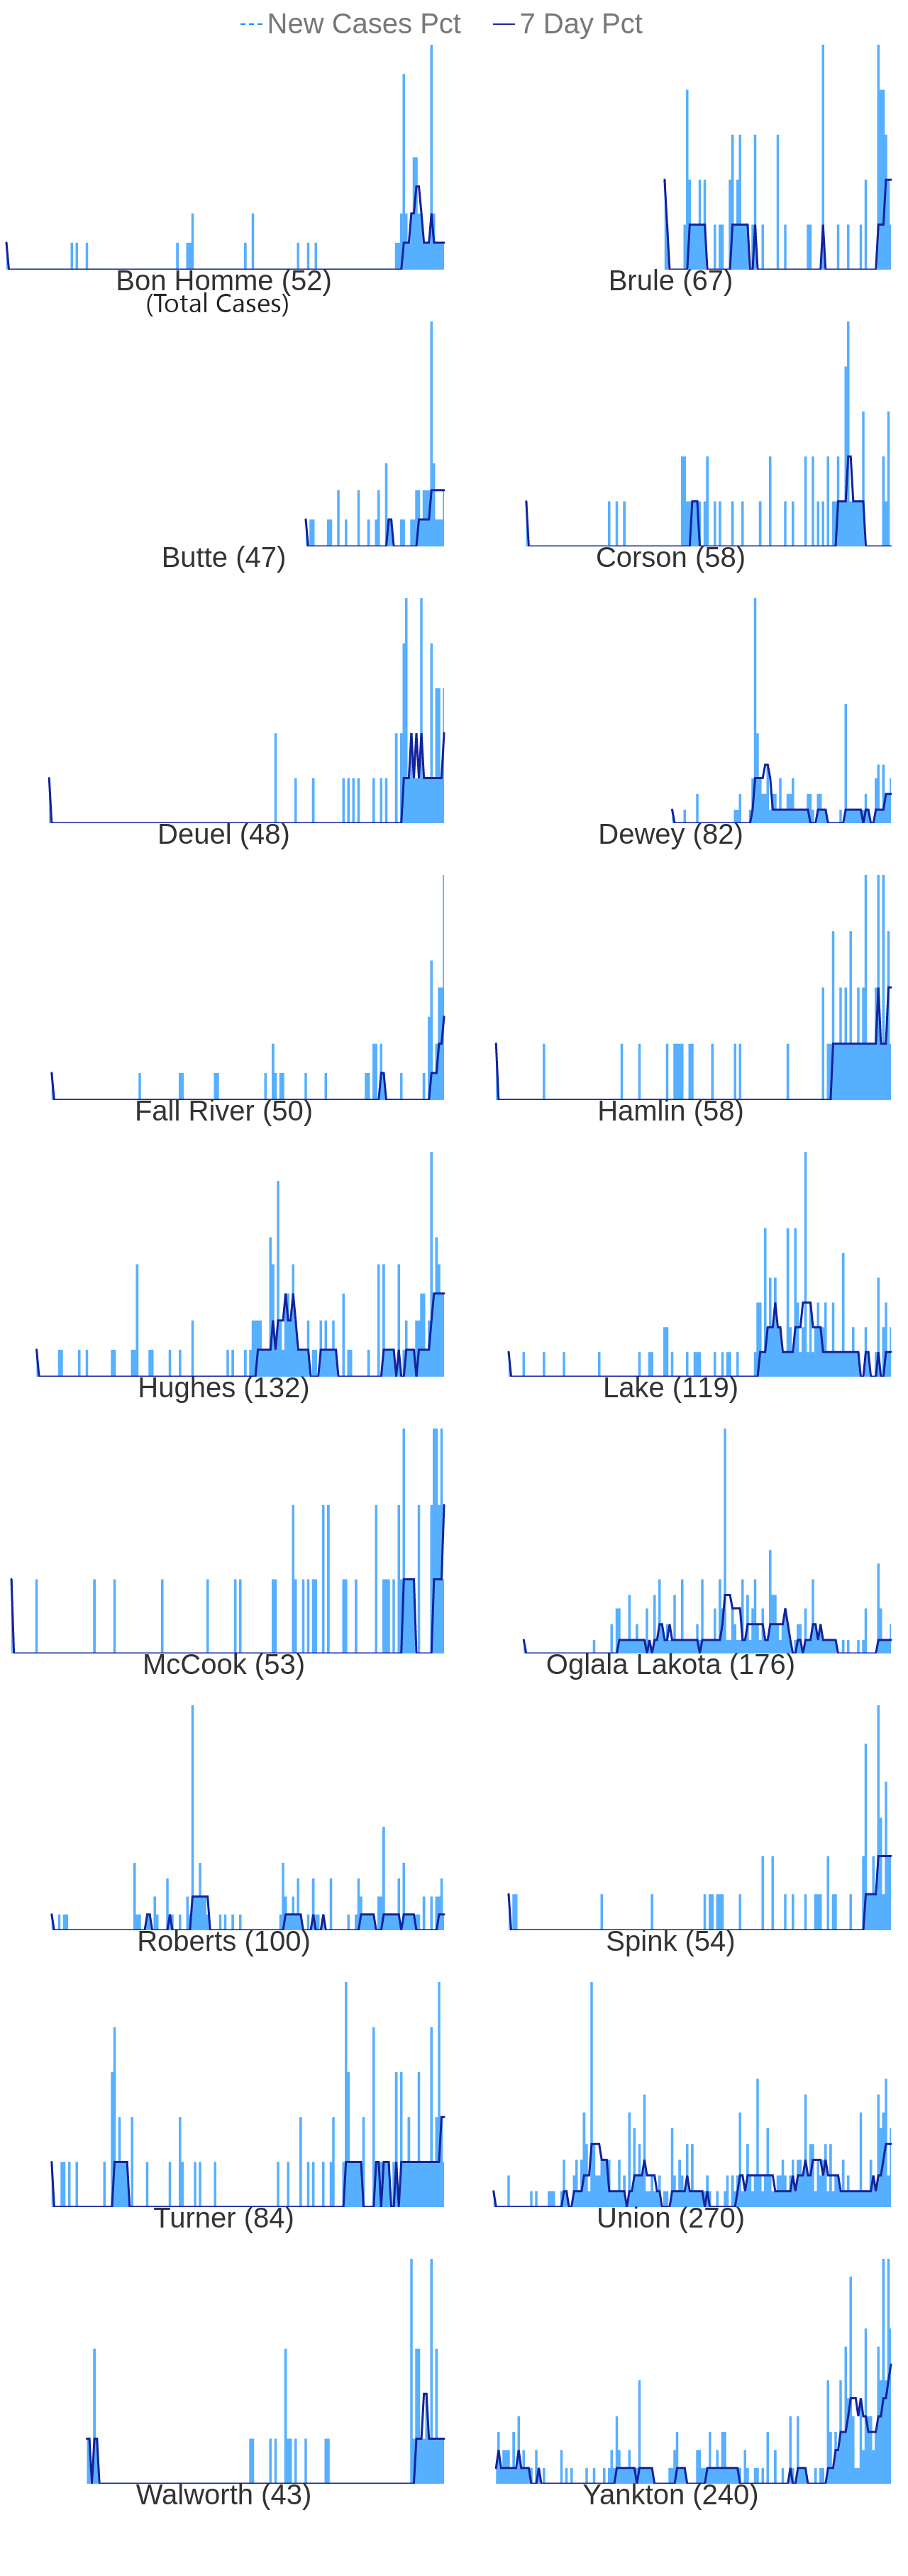 New Cases Pct 7 Day Pct
Bon Homme (52) Brule (67)
(Total Cases)
Butte (47) Corson (58)
Deuel (48) Dewey (82)
Fall River (50) Hamlin (58)
Hughes (132) Lake (119)
McCook (53) Oglala Lakota (176)
Roberts (100) Spink (54)
Turner (84) Union (270)
Walworth (43) Yankton (240)